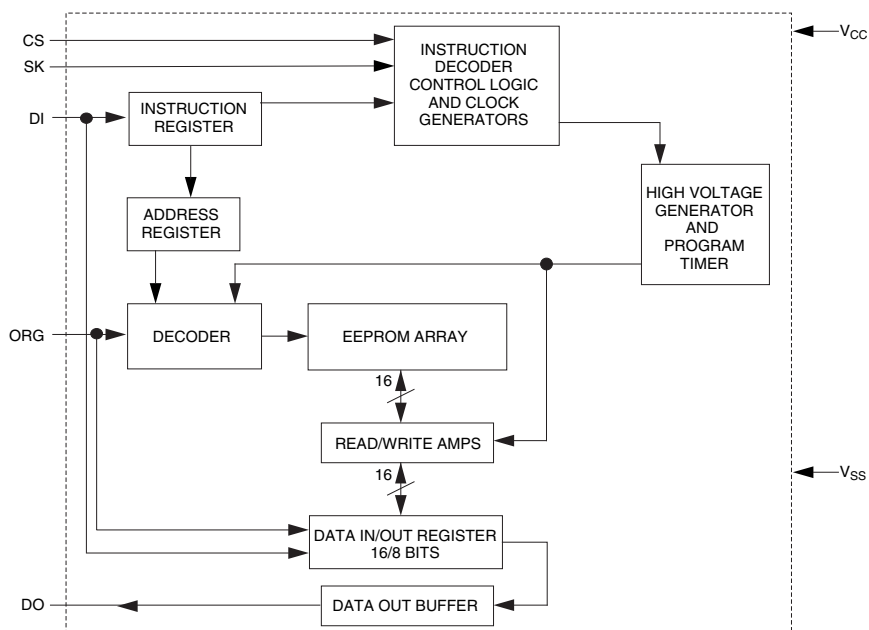 CS
SK
DI
ORG
DO
INSTRUCTION
DECODER
CONTROL LOGIC
AND CLOCK
GENERATORS
V_CC
INSTRUCTION
REGISTER
ADDRESS
REGISTER
HIGH VOLTAGE
GENERATOR
AND
PROGRAM
TIMER
DECODER
EEPROM ARRAY
16
READ/WRITE AMPS
16
V_SS
DATA IN/OUT REGISTER
16/8 BITS
DATA OUT BUFFER